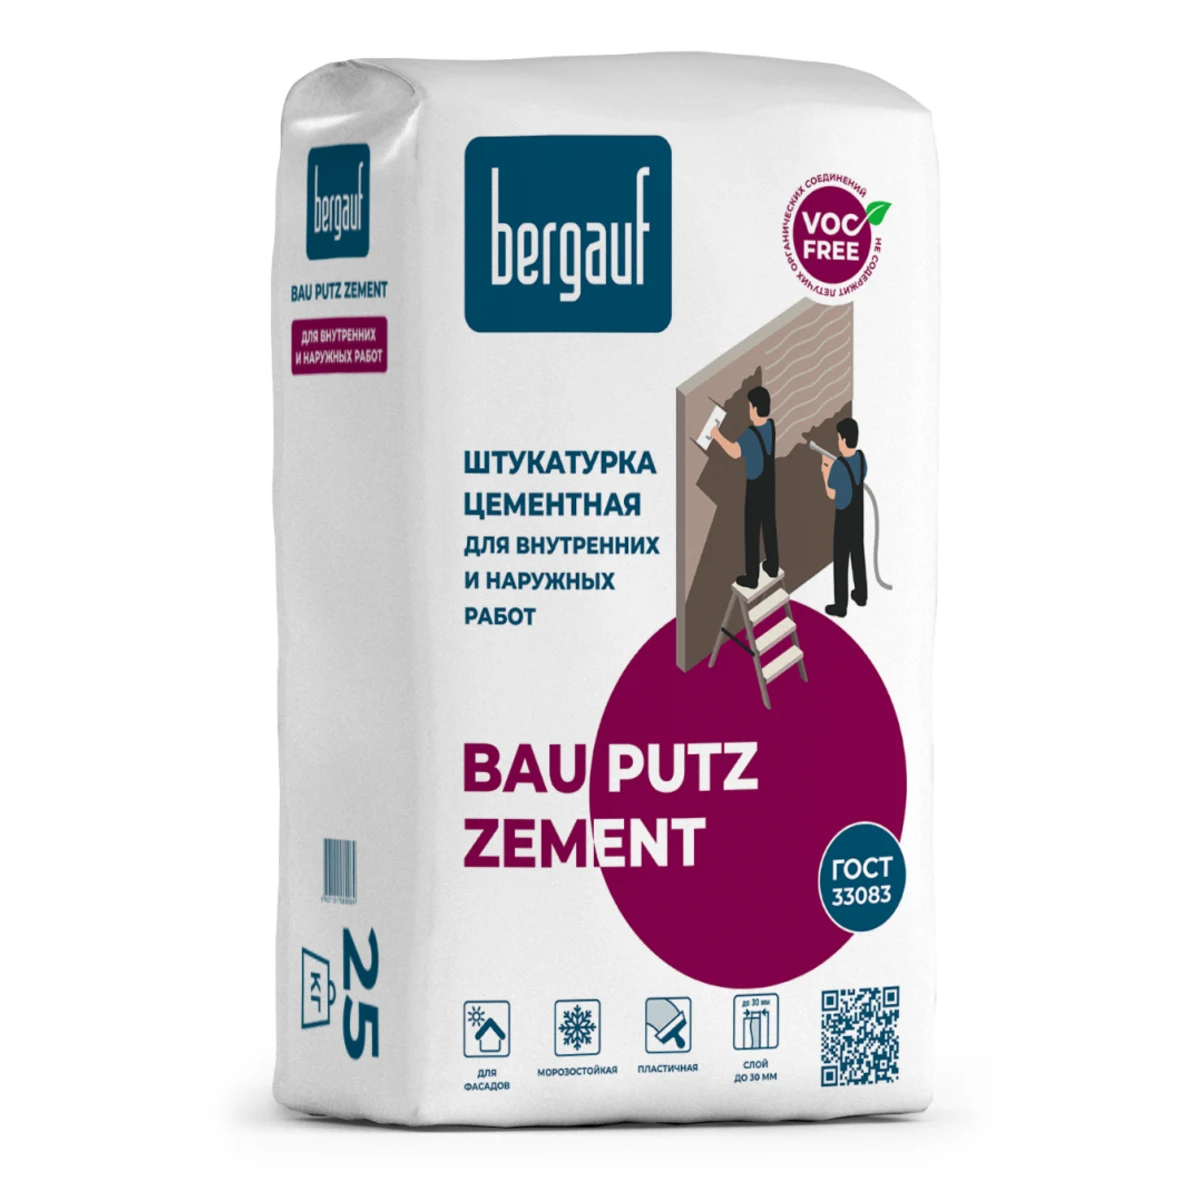 bergauf
BAU PUTZ ZEMENT
ДЛЯ ВНУТРЕННИХ
И НАРУЖНЫХ РАБОТ
25
КГ
bergauf
НЕ СОДЕРЖИТ ЛЕТУЧИХ ОРГАНИЧЕСКИХ СОЕДИНЕНИЙ
VOC
FREE
ШТУКАТУРКА
ЦЕМЕНТНАЯ
ДЛЯ ВНУТРЕННИХ
И НАРУЖНЫХ
РАБОТ
BAU PUTZ
ZEMENT
ГОСТ
33083
ДЛЯ
ФАСАДОВ
МОРОЗОСТОЙКАЯ
ПЛАСТИЧНАЯ
до 30 мм
СЛОЙ
ДО 30 ММ